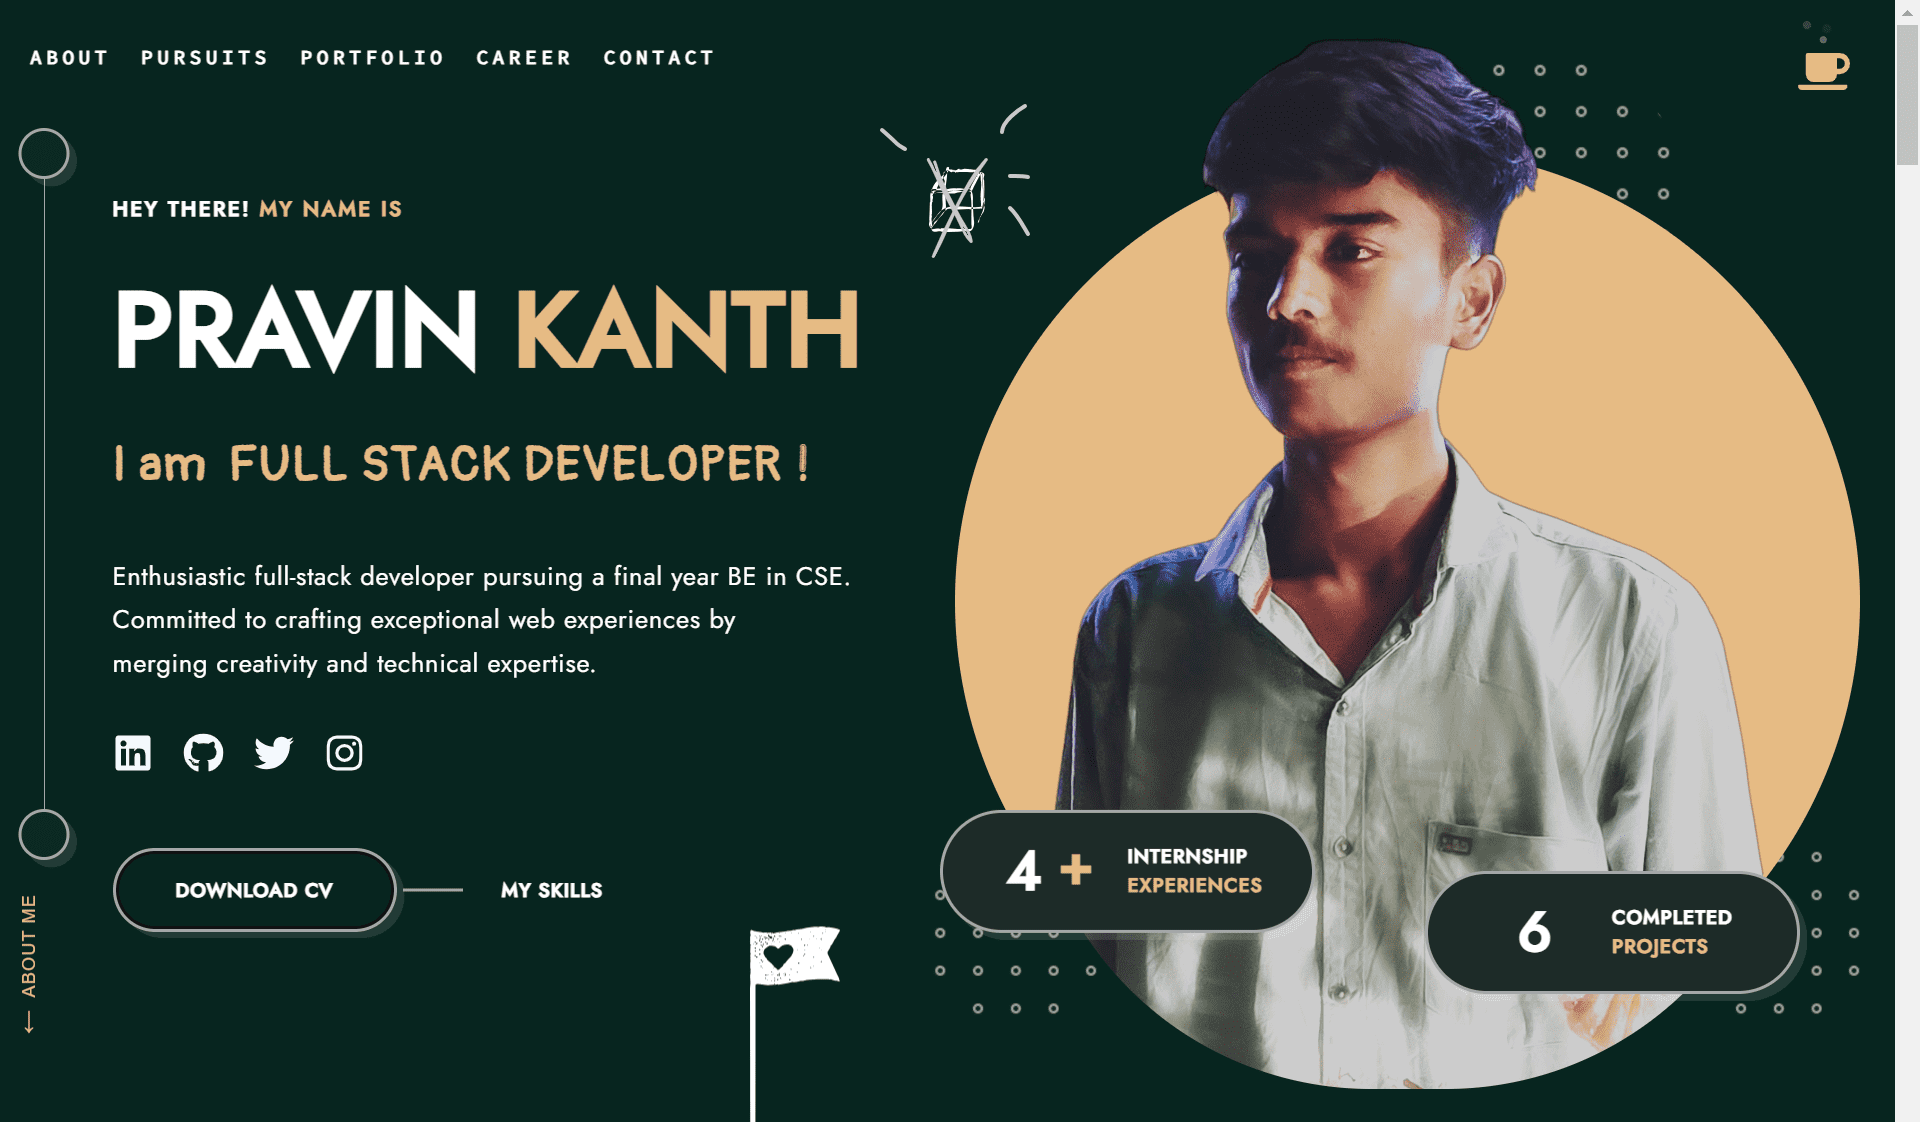 ABOUT PURSUITS PORTFOLIO CAREER CONTACT
HEY THERE! MY NAME IS
PRAVIN KANTH
I am FULL STACK DEVELOPER !
Enthusiastic full-stack developer pursuing a final year BE in CSE.
Committed to crafting exceptional web experiences by
merging creativity and technical expertise.
in
DOWNLOAD CV
MY SKILLS
← ABOUT ME
4 +
INTERNSHIP
EXPERIENCES
6
COMPLETED
PROJECTS